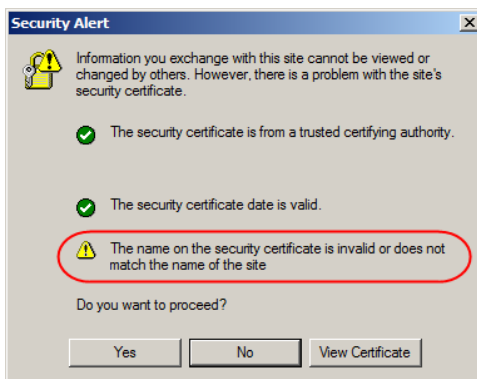 Security Alert
Information you exchange with this site cannot be viewed or
changed by others. However, there is a problem with the site's
security certificate.
The security certificate is from a trusted certifying authority.
The security certificate date is valid.
The name on the security certificate is invalid or does not
match the name of the site
Do you want to proceed?
Yes No View Certificate